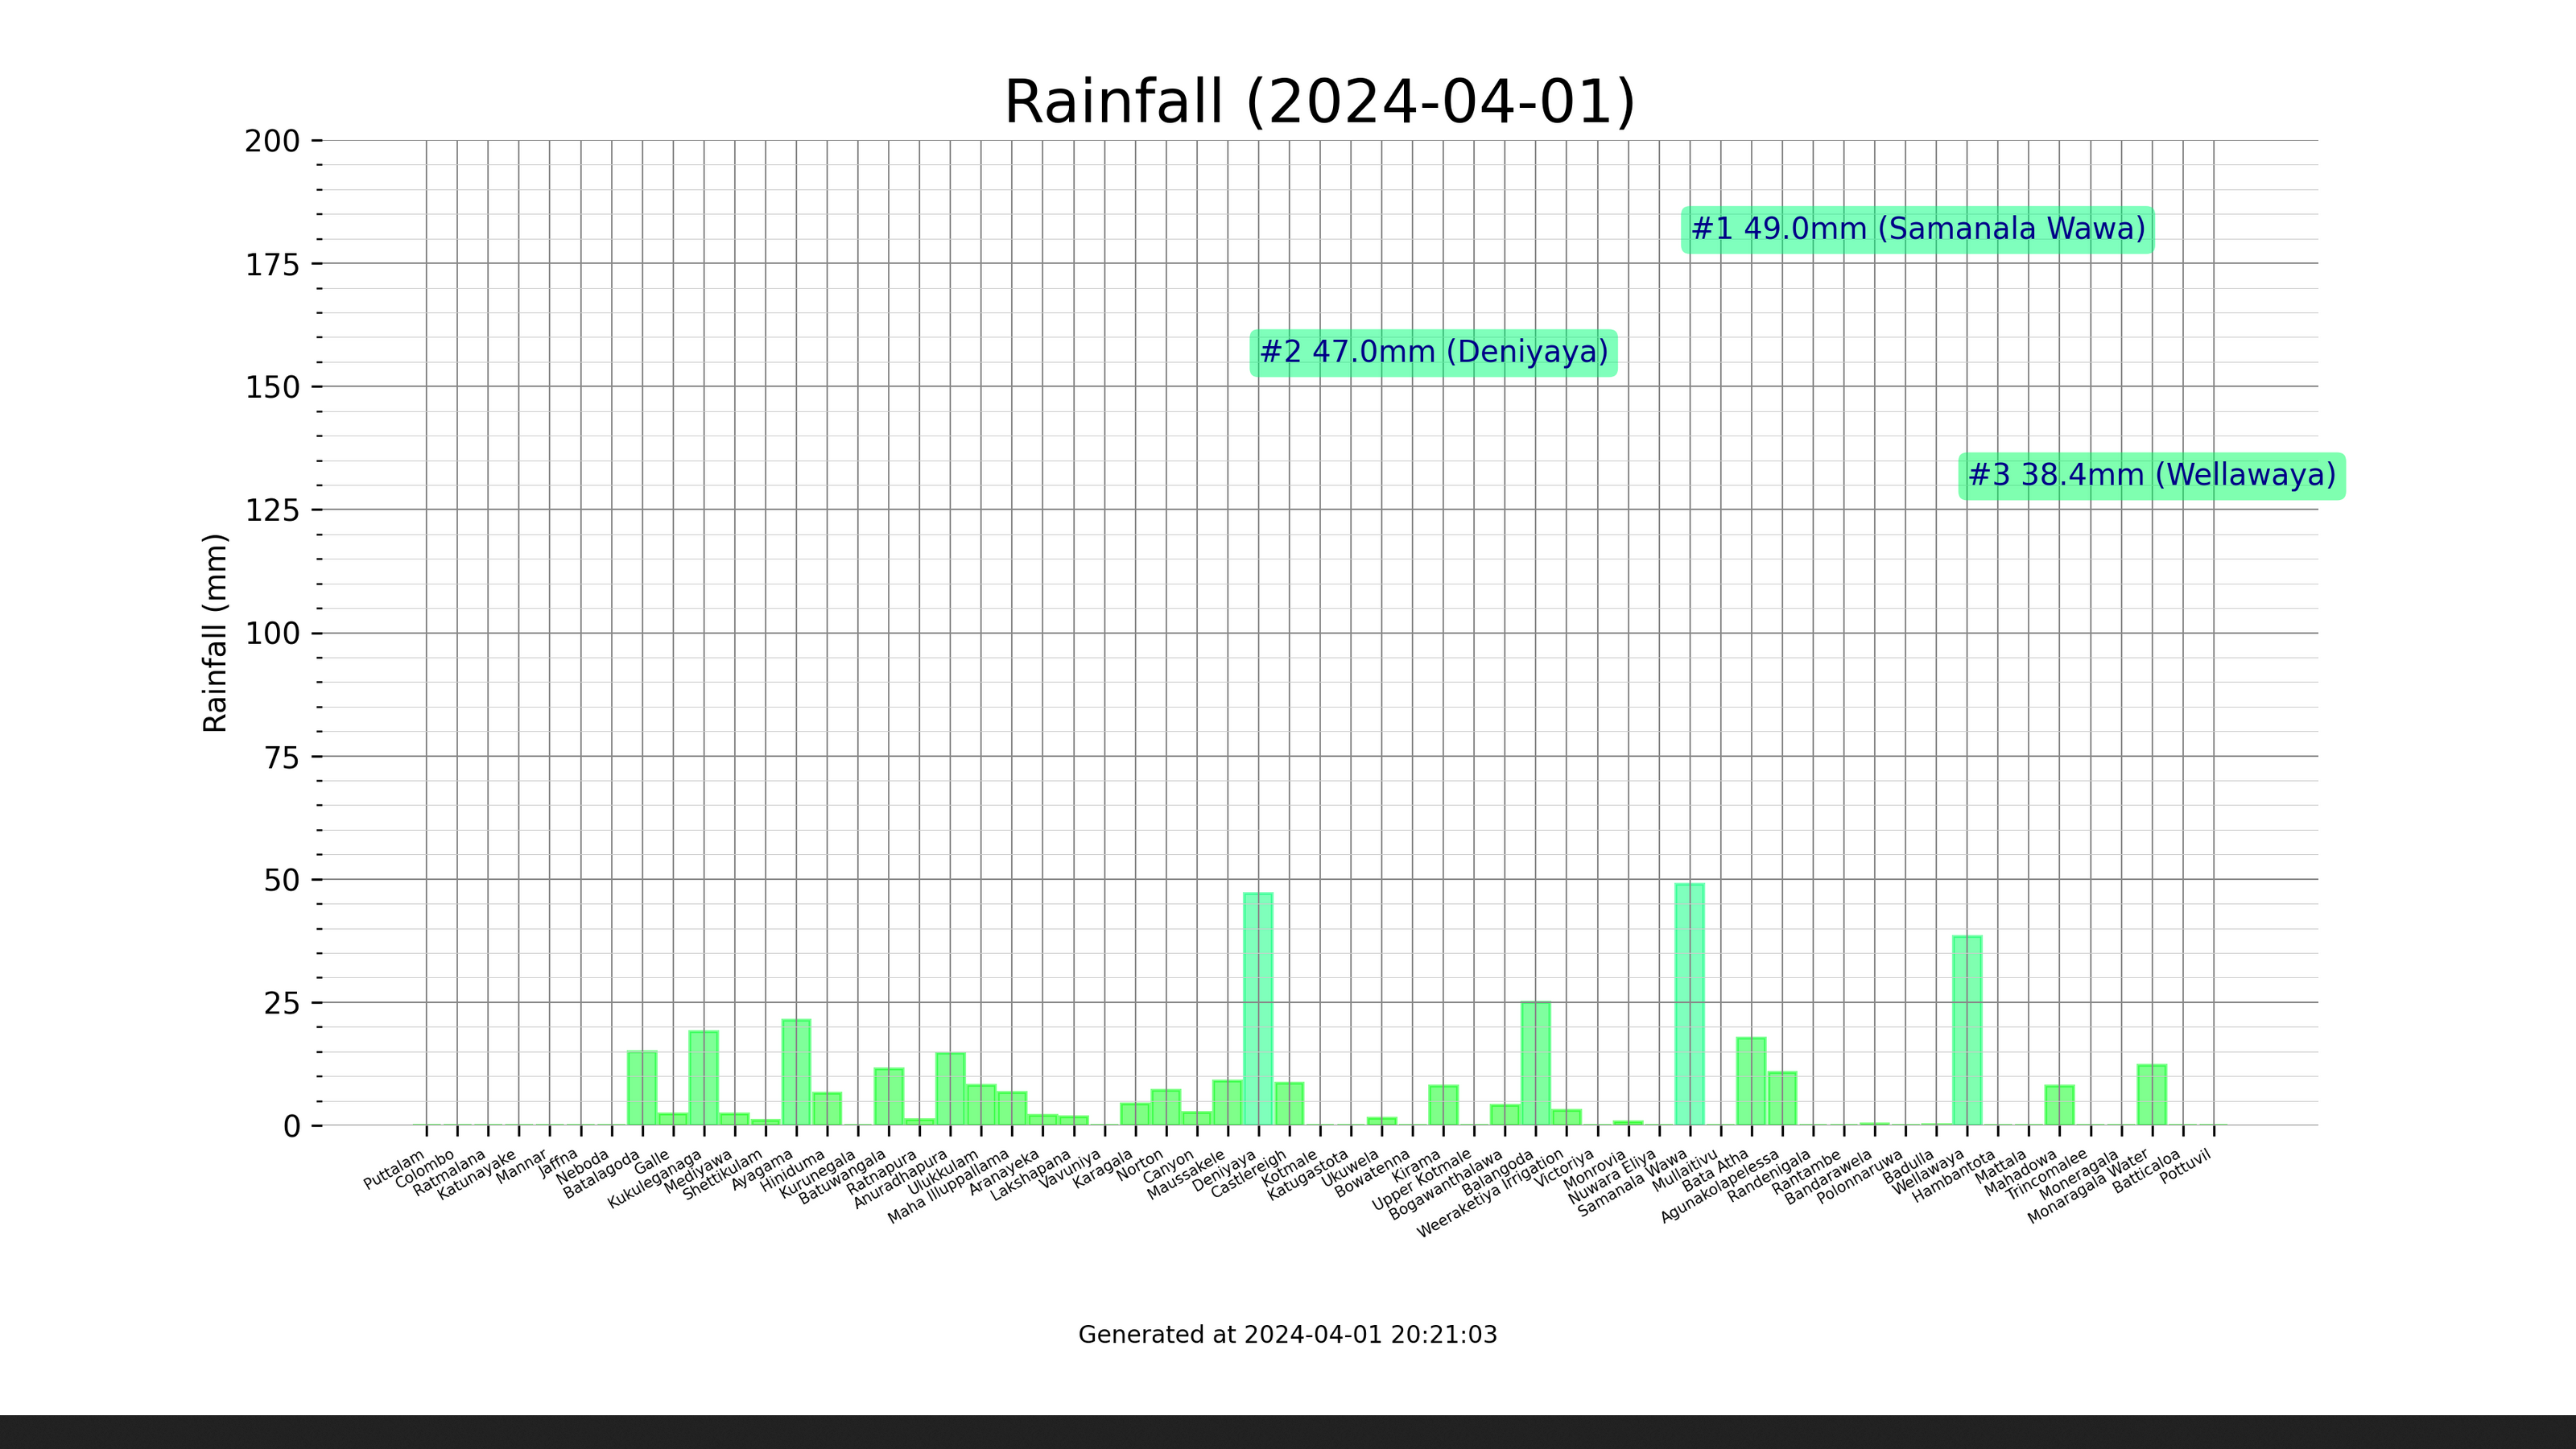 Rainfall (2024-04-01)
200
175
150
125
100
75
50
25
0
Rainfall (mm)
#1 49.0mm (Samanala Wawa)
#2 47.0mm (Deniyaya)
#3 38.4mm (Wellawaya)
Puttalam
Colombo
Ratmalana
Katunayake
Mannar
Jaffna
Neboda
Batalagoda
Galle
Kukuleganaga
Mediyawa
Shettikulam
Ayagama
Hiniduma
Kurunegala
Batuwangala
Ratnapura
Anuradhapura
Ulukkulam
Maha Illuppallama
Aranayeka
Lakshapana
Vavuniya
Karagala
Norton
Canyon
Maussakele
Deniyaya
Castlereigh
Kotmale
Katugastota
Ukuwela
Bowatenna
Kirama
Upper Kotmale
Bogawanthalawa
Balangoda
Weeraketiya Irrigation
Victoriya
Monrovia
Nuwara Eliya
Samanala Wawa
Mullaitivu
Bata Atha
Agunakolapelessa
Randenigala
Rantambe
Bandarawela
Polonnaruwa
Badulla
Wellawaya
Hambantota
Mattala
Mahadowa
Trincomalee
Moneragala
Monaragala Water
Batticaloa
Pottuvil
Generated at 2024-04-01 20:21:03